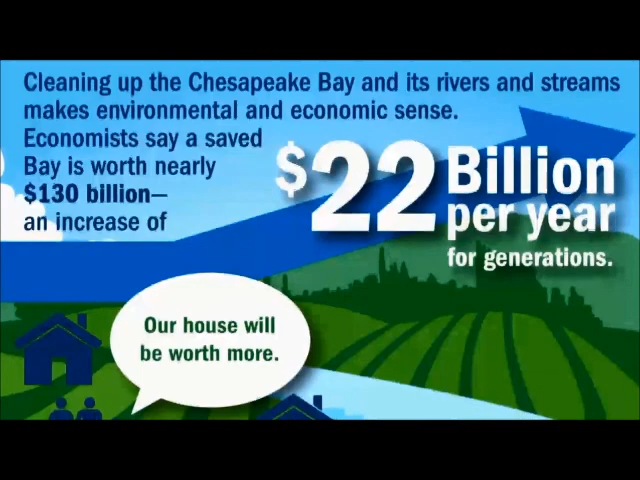 Cleaning up the Chesapeake Bay and its rivers and streams
makes environmental and economic sense.
Economists say a saved
Bay is worth nearly
$130 billion—
an increase of
$22 Billion
per year
for generations.
Our house will
be worth more.